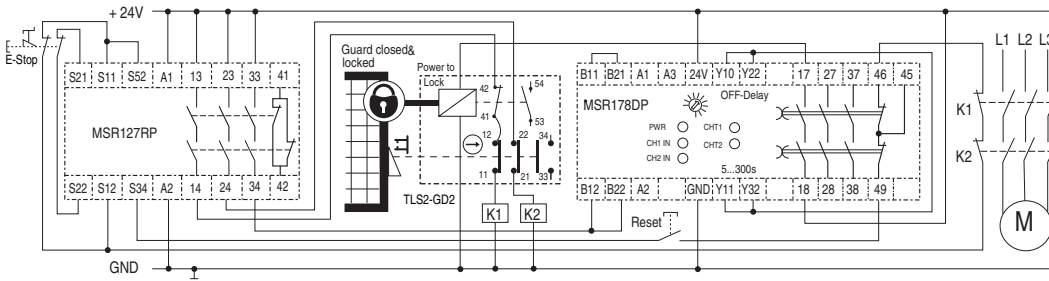 + 24V
E-Stop
S21 S11 S52 A1 13 23 33 41
MSR127RP
S22 S12 S34 A2 14 24 34 42
GND
Guard closed&
locked
Power to
Lock
42
54
41
53
12
22
34
11
21
33
TLS2-GD2
K1
K2
B11 B21 A1 A3 24V Y10 Y22 17 27 37 46 45
MSR178DP
OFF-Delay
PWR
CHT1
CH1 IN
CHT2
CH2 IN
5...300s
B12 B22 A2 GND Y11 Y32 18 28 38 49
Reset
L1 L2 L3
K1
K2
M